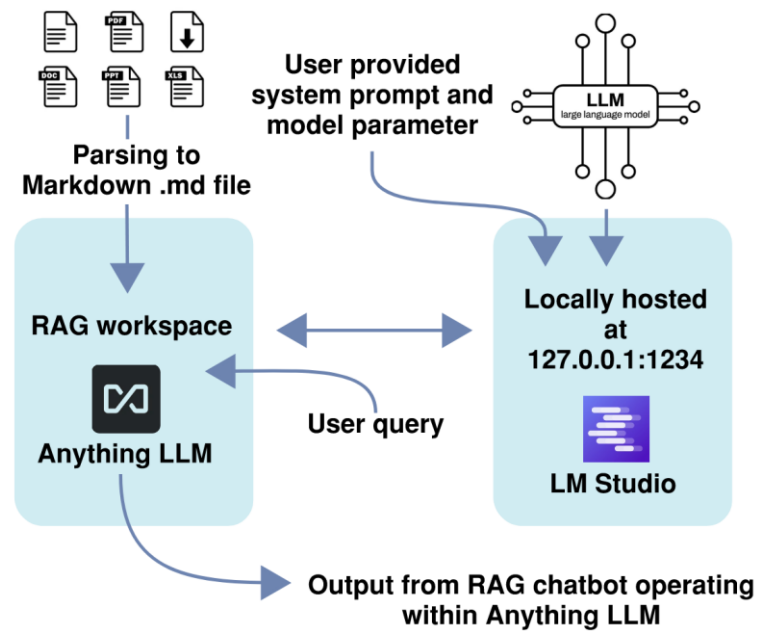 PDF
DOC
PPT
XLS
Parsing to
Markdown .md file
User provided
system prompt and
model parameter
LLM
large language model
RAG workspace
Anything LLM
User query
Locally hosted
at
127.0.0.1:1234
LM Studio
Output from RAG chatbot operating
within Anything LLM